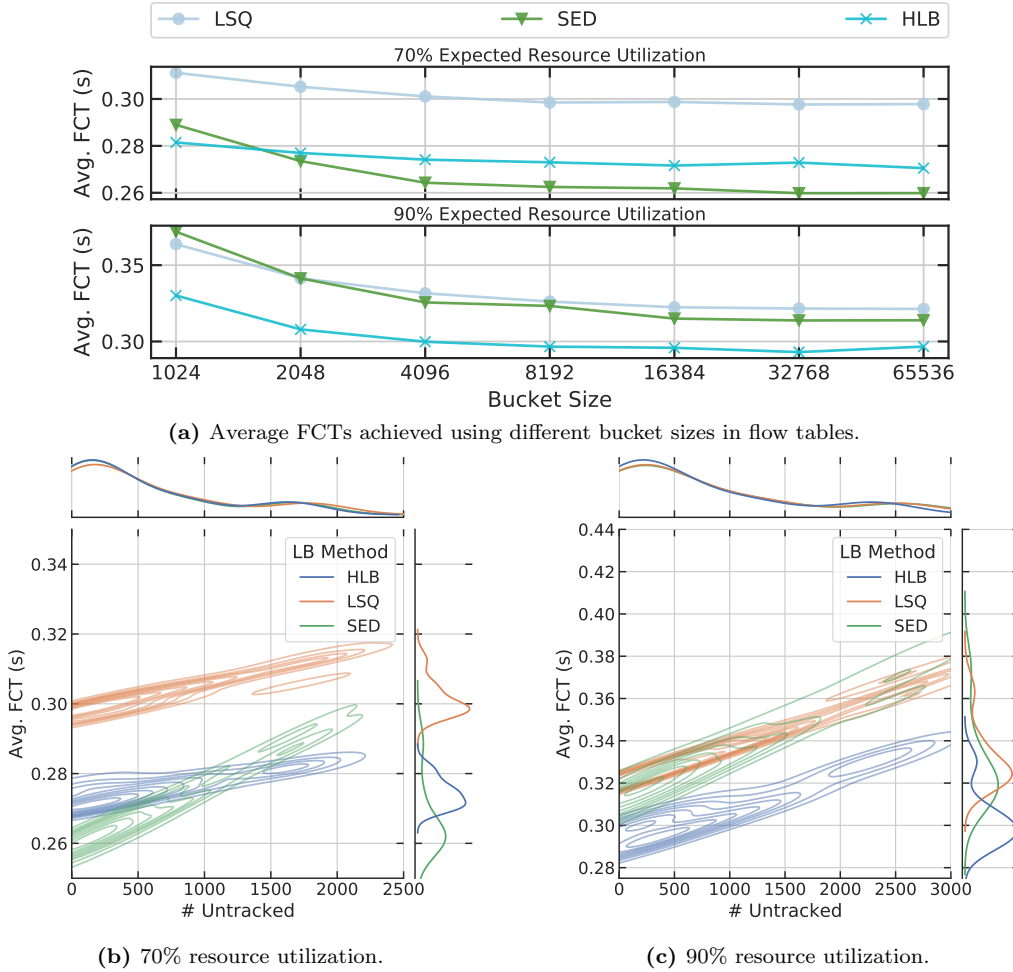 LSQ SED HLB
70% Expected Resource Utilization
Avg. FCT (s)
0.30
0.28
0.26
90% Expected Resource Utilization
Avg. FCT (s)
0.35
0.30
1024 2048 4096 8192 16384 32768 65536
Bucket Size
(a) Average FCTs achieved using different bucket sizes in flow tables.
LB Method
HLB
LSQ
SED
Avg. FCT (s)
0.34
0.32
0.30
0.28
0.26
0 500 1000 1500 2000 2500
# Untracked
(b) 70% resource utilization.
LB Method
HLB
LSQ
SED
Avg. FCT (s)
0.44
0.42
0.40
0.38
0.36
0.34
0.32
0.30
0.28
0 500 1000 1500 2000 2500 3000
# Untracked
(c) 90% resource utilization.